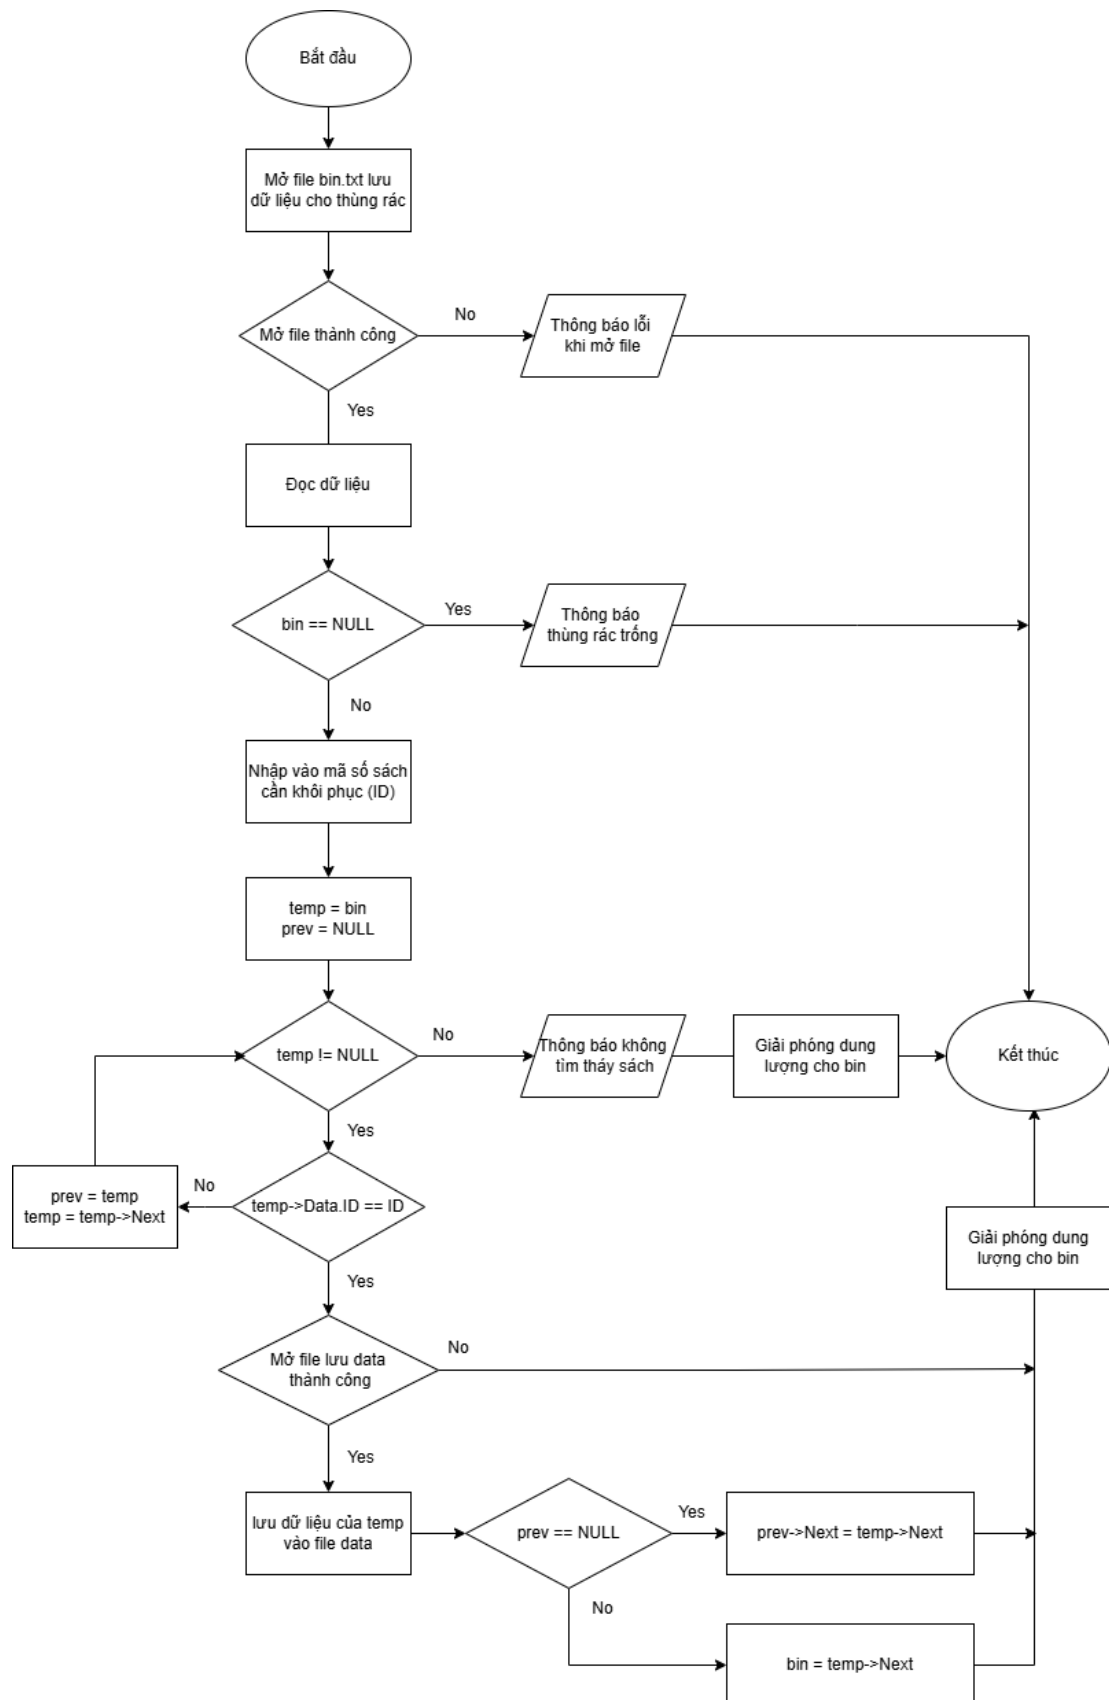 Bắt đầu
Mở file bin.txt lưu
dữ liệu cho thùng rác
Mở file thành công
No
Thông báo lỗi
khi mở file
Yes
Đọc dữ liệu
bin == NULL
Yes
Thông báo
thùng rác trống
No
Nhập vào mã số sách
cần khôi phục (ID)
temp = bin
prev = NULL
temp != NULL
No
Thông báo không
tìm tháy sách
Giải phóng dung
lượng cho bin
Kết thúc
Yes
temp->Data.ID == ID
No
prev = temp
temp = temp->Next
Giải phóng dung
lượng cho bin
Yes
Mở file lưu data
thành công
No
Yes
lưu dữ liệu của temp
vào file data
prev == NULL
Yes
prev->Next = temp->Next
No
bin = temp->Next